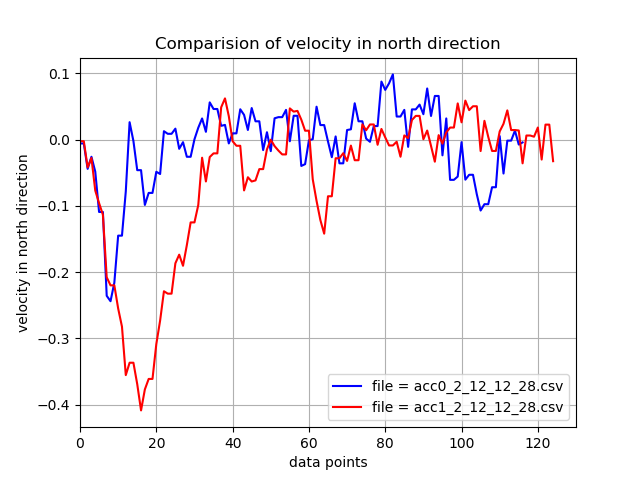 Comparision of velocity in north direction
velocity in north direction
0.1
0.0
−0.1
−0.2
−0.3
−0.4
0 20 40 60 80 100 120
data points
file = acc0_2_12_12_28.csv
file = acc1_2_12_12_28.csv